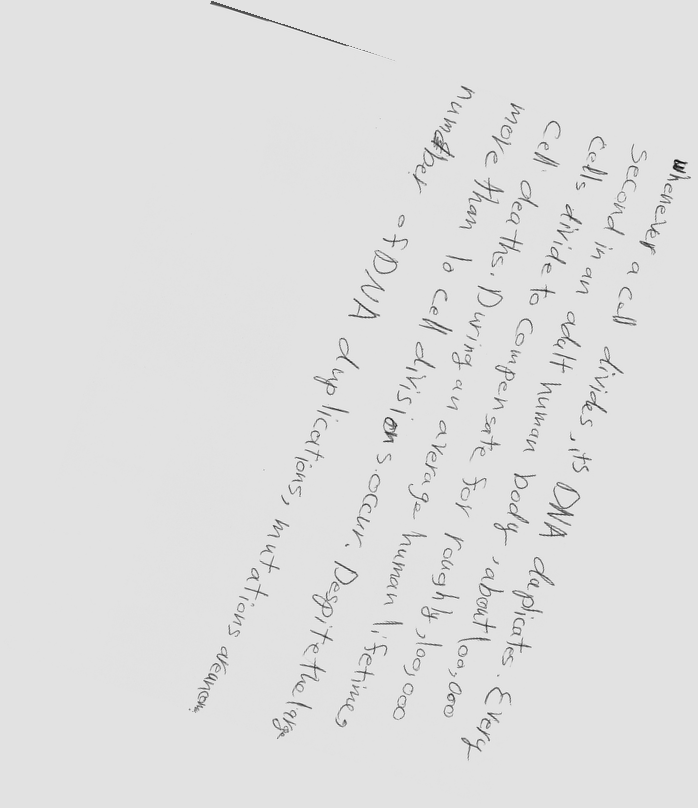 Whenever a cell divides, its DNA duplicates. Every
Second in an adult human body, about 100,000
Cells divide to compensate for roughly, 100,000
Cell deaths. During an average human lifetime,
more than 10 cell divisions. occur. Despite the large
number of DNA duplications, mutations are